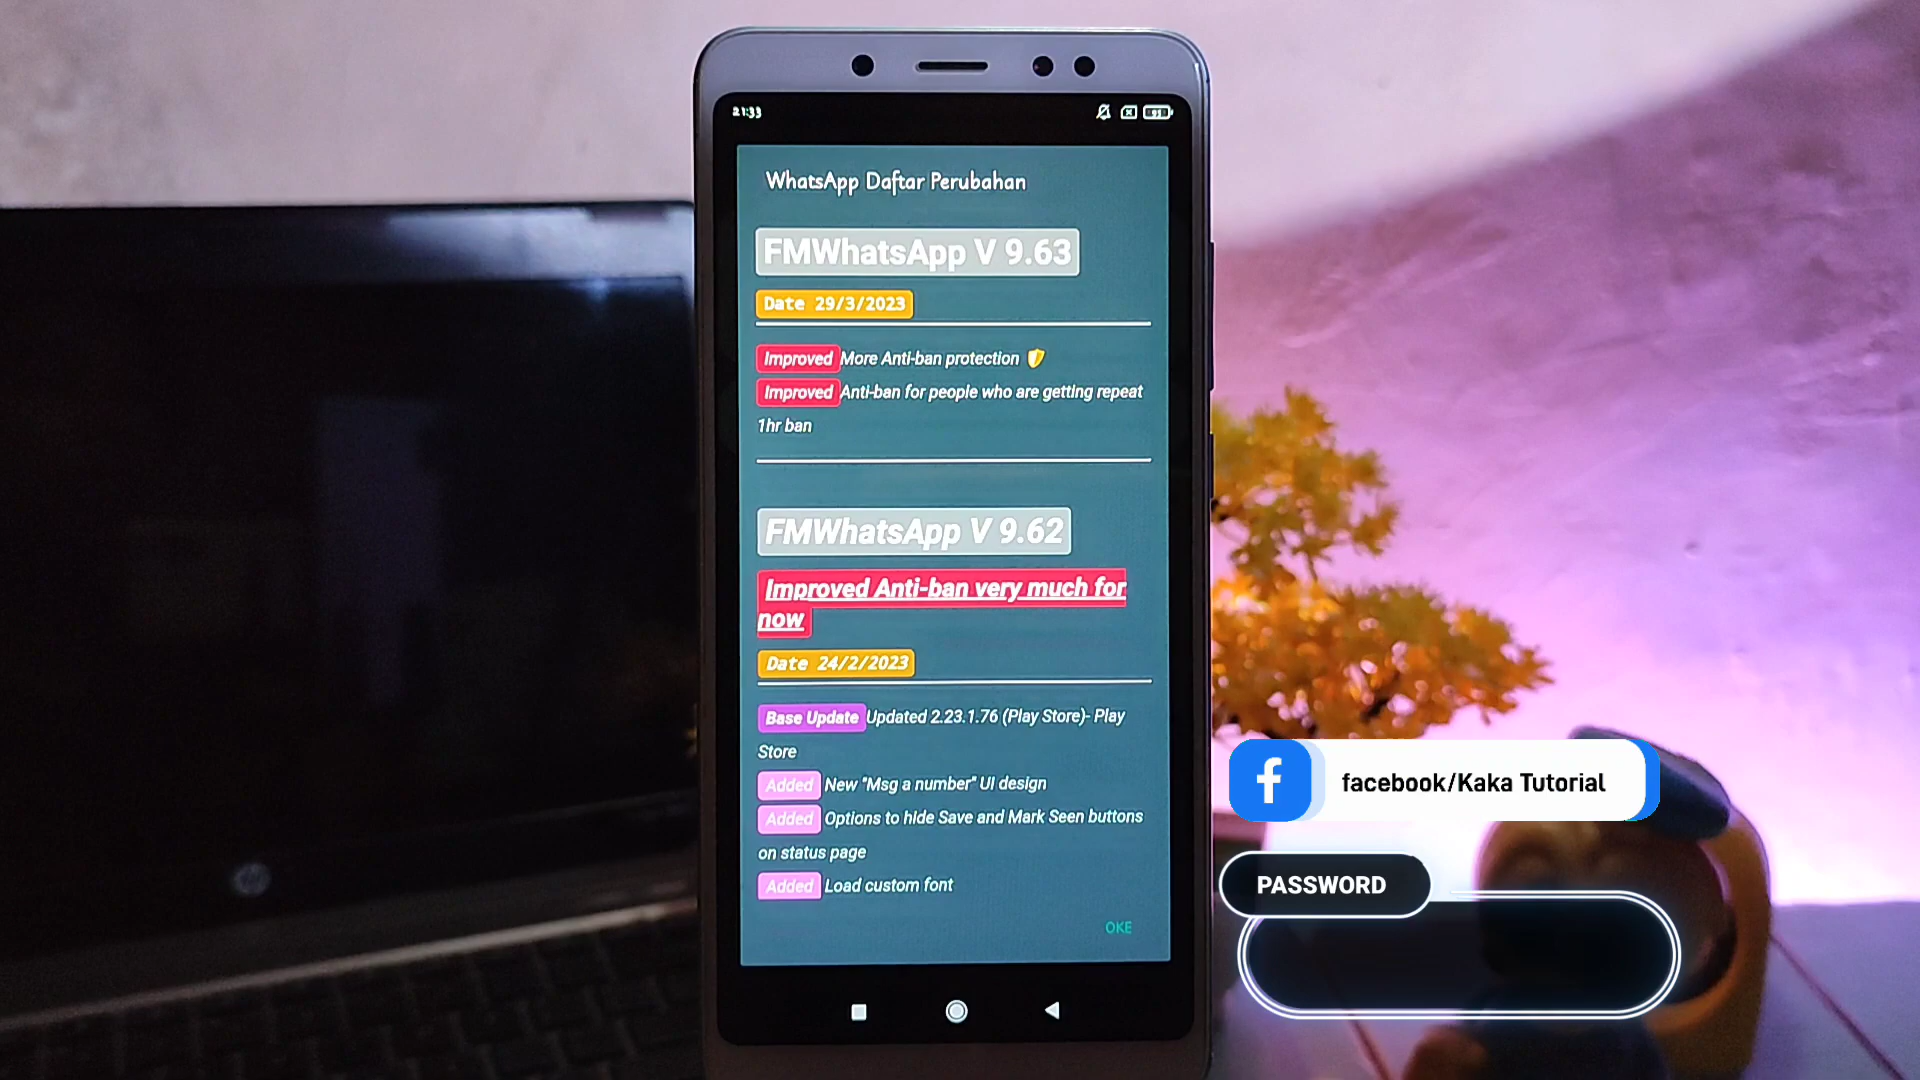 21:33
WhatsApp Daftar Perubahan
FMWhatsApp V 9.63
Date 29/3/2023
Improved More Anti-ban protection 🛡
Improved Anti-ban for people who are getting repeat
1hr ban
FMWhatsApp V 9.62
Improved Anti-ban very much for
now
Date 24/2/2023
Base Update Updated 2.23.1.76 (Play Store)- Play
Store
Added New "Msg a number" UI design
Added Options to hide Save and Mark Seen buttons
on status page
Added Load custom font
OKE
facebook/Kaka Tutorial
PASSWORD
hp